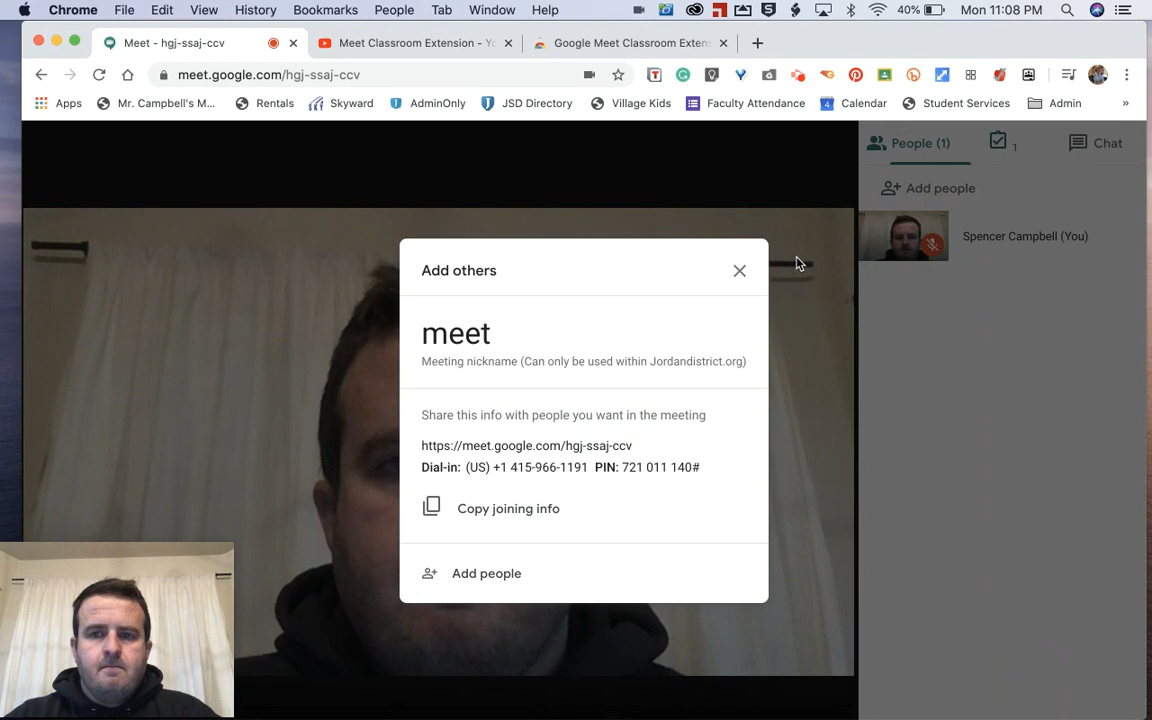 Chrome File Edit View History Bookmarks People Tab Window Help 40% Mon 11:08 PM
Meet - hgj-ssaj-ccv Meet Classroom Extension - Google Meet Classroom Exten
meet.google.com/hgj-ssaj-ccv
Apps Mr. Campbell's M... Rentals Skyward AdminOnly JSD Directory Village Kids Faculty Attendance 4 Calendar Student Services Admin »
People (1) 1 Chat
Add people
Spencer Campbell (You)
Add others
meet
Meeting nickname (Can only be used within Jordandistrict.org)
Share this info with people you want in the meeting
https://meet.google.com/hgj-ssaj-ccv
Dial-in: (US) +1 415-966-1191 PIN: 721 011 140#
Copy joining info
Add people